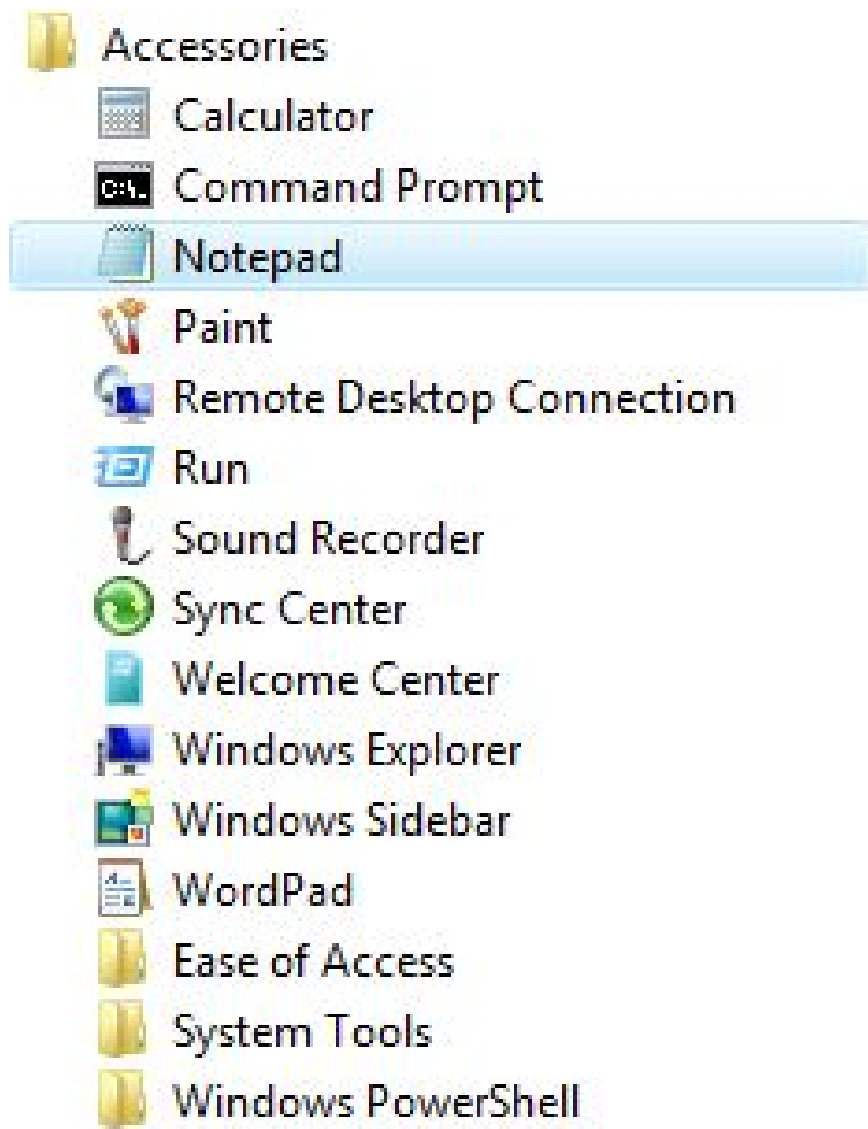 Accessories
Calculator
C:\. Command Prompt
Notepad
Paint
Remote Desktop Connection
Run
Sound Recorder
Sync Center
Welcome Center
Windows Explorer
Windows Sidebar
WordPad
Ease of Access
System Tools
Windows PowerShell